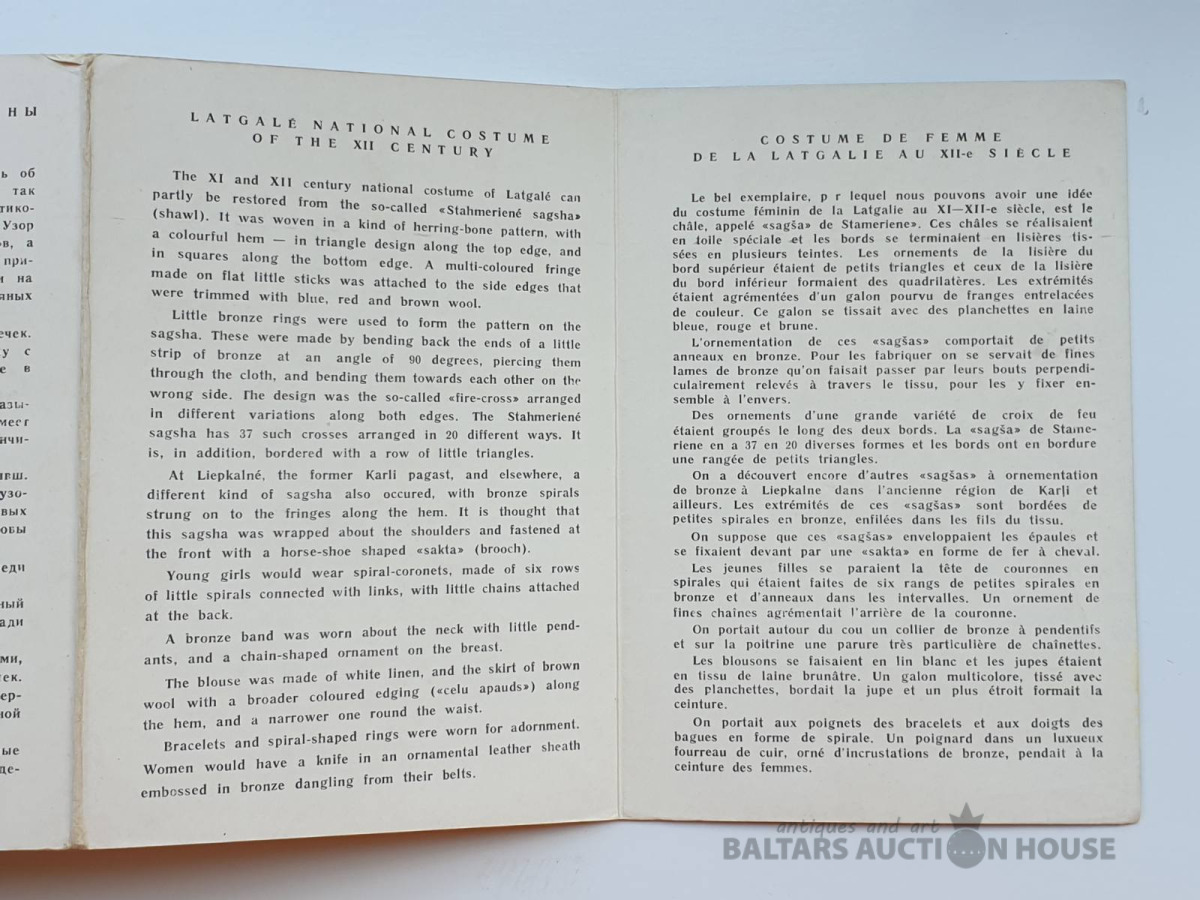 НЫ
ь об
так
тико-
Узор
ов, а
при-
и на
аных
ечек.
у с
е в
азы-
меег
ичи-
ивш.
узо-
вых
обы
еди
ный
ади
ми,
ек.
ер-
ной
ые
де-
LATGALÉ NATIONAL COSTUME
OF THE XII CENTURY
The XI and XII century national costume of Latgalé can
partly be restored from the so-called «Stahmeriené sagsha»
(shawl). It was woven in a kind of herring-bone pattern, with
a colourful hem — in triangle design along the top edge, and
in squares along the bottom edge. A multi-coloured fringe
made on flat little sticks was attached to the side edges that
were trimmed with blue, red and brown wool.
Little bronze rings were used to form the pattern on the
sagsha. These were made by bending back the ends of a little
strip of bronze at an angle of 90 degrees, piercing them
through the cloth, and bending them towards each other on the
wrong side. The design was the so-called «fire-cross» arranged
in different variations along both edges. The Stahmeriené
sagsha has 37 such crosses arranged in 20 different ways. It
is, in addition, bordered with a row of little triangles.
At Liepkalné, the former Karli pagast, and elsewhere, a
different kind of sagsha also occured, with bronze spirals
strung on to the fringes along the hem. It is thought that
this sagsha was wrapped about the shoulders and fastened at
the front with a horse-shoe shaped «sakta» (brooch).
Young girls would wear spiral-coronets, made of six rows
of little spirals connected with links, with little chains attached
at the back.
A bronze band was worn about the neck with little pend-
ants, and a chain-shaped ornament on the breast.
The blouse was made of white linen, and the skirt of brown
wool with a broader coloured edging («celu apauds») along
the hem, and a narrower one round the waist.
Bracelets and spiral-shaped rings were worn for adornment.
Women would have a knife in an ornamental leather sheath
embossed in bronze dangling from their belts.
COSTUME DE FEMME
DE LA LATGALIE AU XII-e SIÈCLE
Le bel exemplaire, p r lequel nous pouvons avoir une idée
du costume féminin de la Latgalie au XI—XII-e siècle, est le
châle, appelé «sagša» de Stameriene». Ces châles se réalisaient
en toile spéciale et les bords se terminaient en lisières tis-
sées en plusieurs teintes. Les ornements de la lisière du
bord supérieur étaient de petits triangles et ceux de la lisière
du bord inférieur formaient des quadrilatères. Les extrémités
étaient agrémentées d'un galon pourvu de franges entrelacées
de couleur. Ce galon se tissait avec des planchettes en laine
bleue, rouge et brune.
L'ornementation de ces «sagšas» comportait de petits
anneaux en bronze. Pour les fabriquer on se servait de fines
lames de bronze qu'on faisait passer par leurs bouts perpendi-
culairement relevés à travers le tissu, pour les y fixer en-
semble à l'envers.
Des ornements d'une grande variété de croix de feu
étaient groupés le long des deux bords. La «sagša» de Stame-
riene en a 37 en 20 diverses formes et les bords ont en bordure
une rangée de petits triangles.
On a découvert encore d'autres «sagšas» à ornementation
de bronze à Liepkalne dans l'ancienne région de Karļi et
ailleurs. Les extrémités de ces «sagšas» sont bordées de
petites spirales en bronze, enfilées dans les fils du tissu.
On suppose que ces «sagšas» enveloppaient les épaules et
se fixaient devant par une «sakta» en forme de fer à cheval.
Les jeunes filles se paraient la tête de couronnes en
spirales qui étaient faites de six rangs de petites spirales en
bronze et d'anneaux dans les intervalles. Un ornement de
fines chaînes agrémentait l'arrière de la couronne.
On portait autour du cou un collier de bronze à pendentifs
et sur la poitrine une parure très particulière de chaînettes.
Les blousons se faisaient en lin blanc et les jupes étaient
en tissu de laine brunâtre. Un galon multicolore, tissé avec
des planchettes, bordait la jupe et un plus étroit formait la
ceinture.
On portait aux poignets des bracelets et aux doigts des
bagues en forme de spirale. Un poignard dans un luxueux
fourreau de cuir, orné d'incrustations de bronze, pendait à la
ceinture des femmes.
antiques and art
BALTARS AUCTION HOUSE